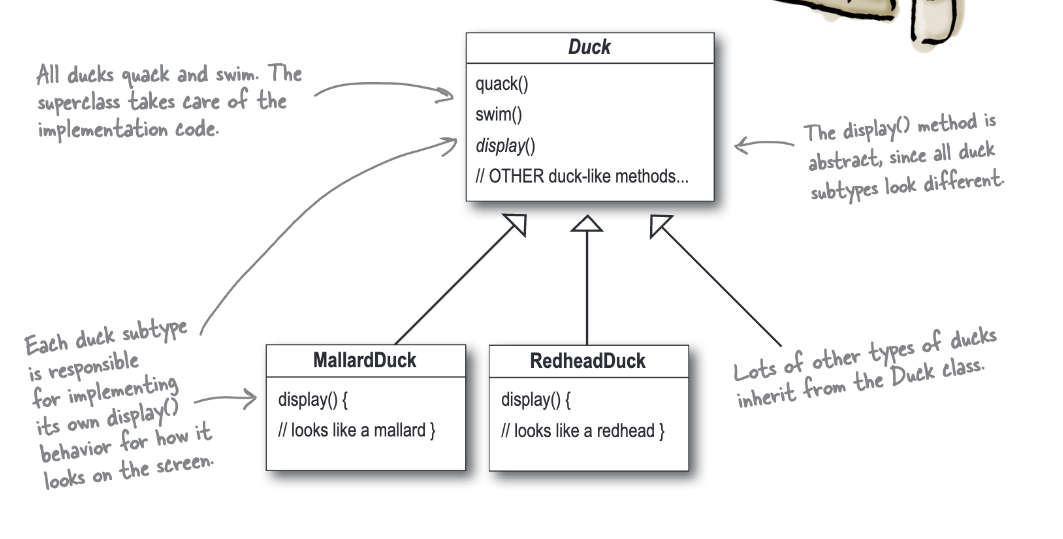 Duck
quack()
swim()
display()
// OTHER duck-like methods...
All ducks quack and swim. The
superclass takes care of the
implementation code.
The display() method is
abstract, since all duck
subtypes look different.
Each duck subtype
is responsible
for implementing
its own display()
behavior for how it
looks on the screen.
MallardDuck
display() {
// looks like a mallard }
RedheadDuck
display() {
// looks like a redhead }
Lots of other types of ducks
inherit from the Duck class.